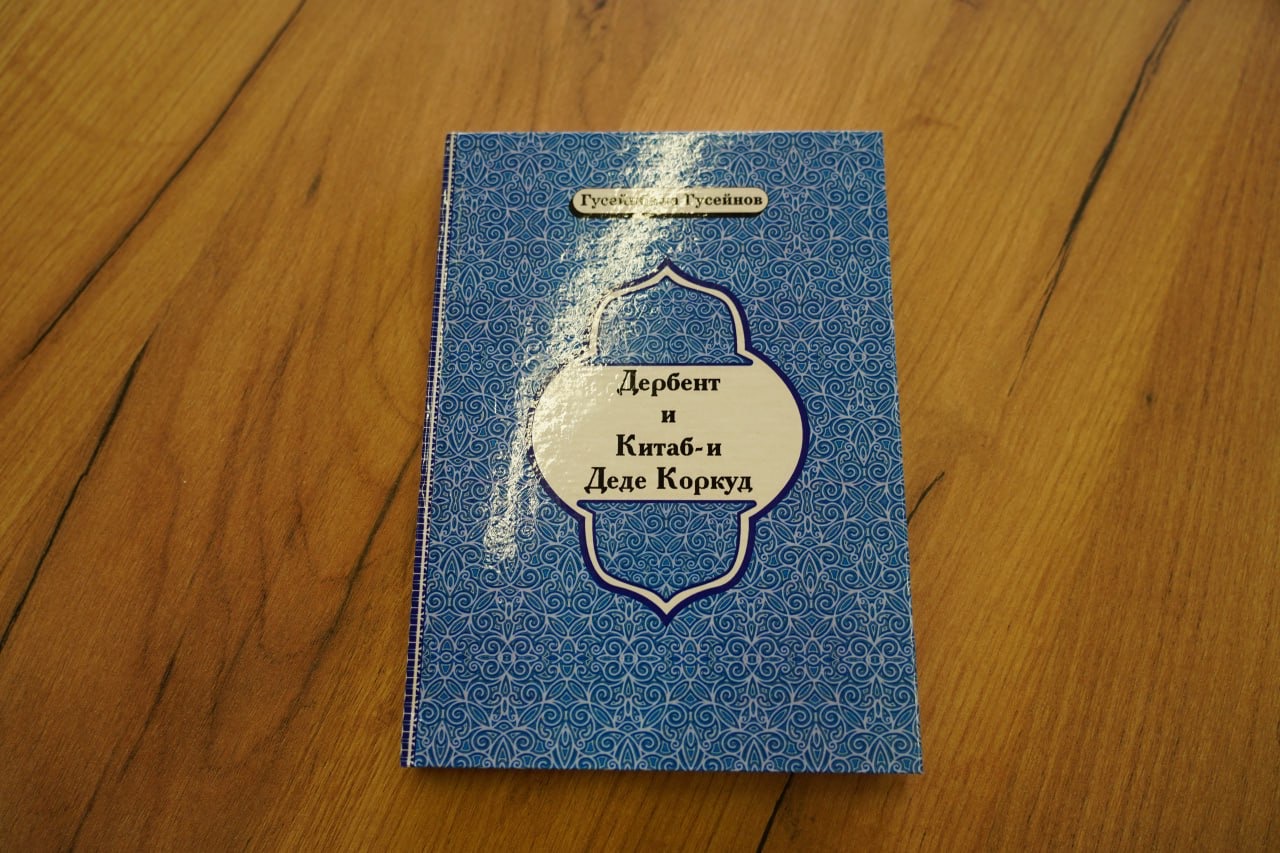 Гусейнов
Дербент
и
Китаб-и
Деде Коркуд